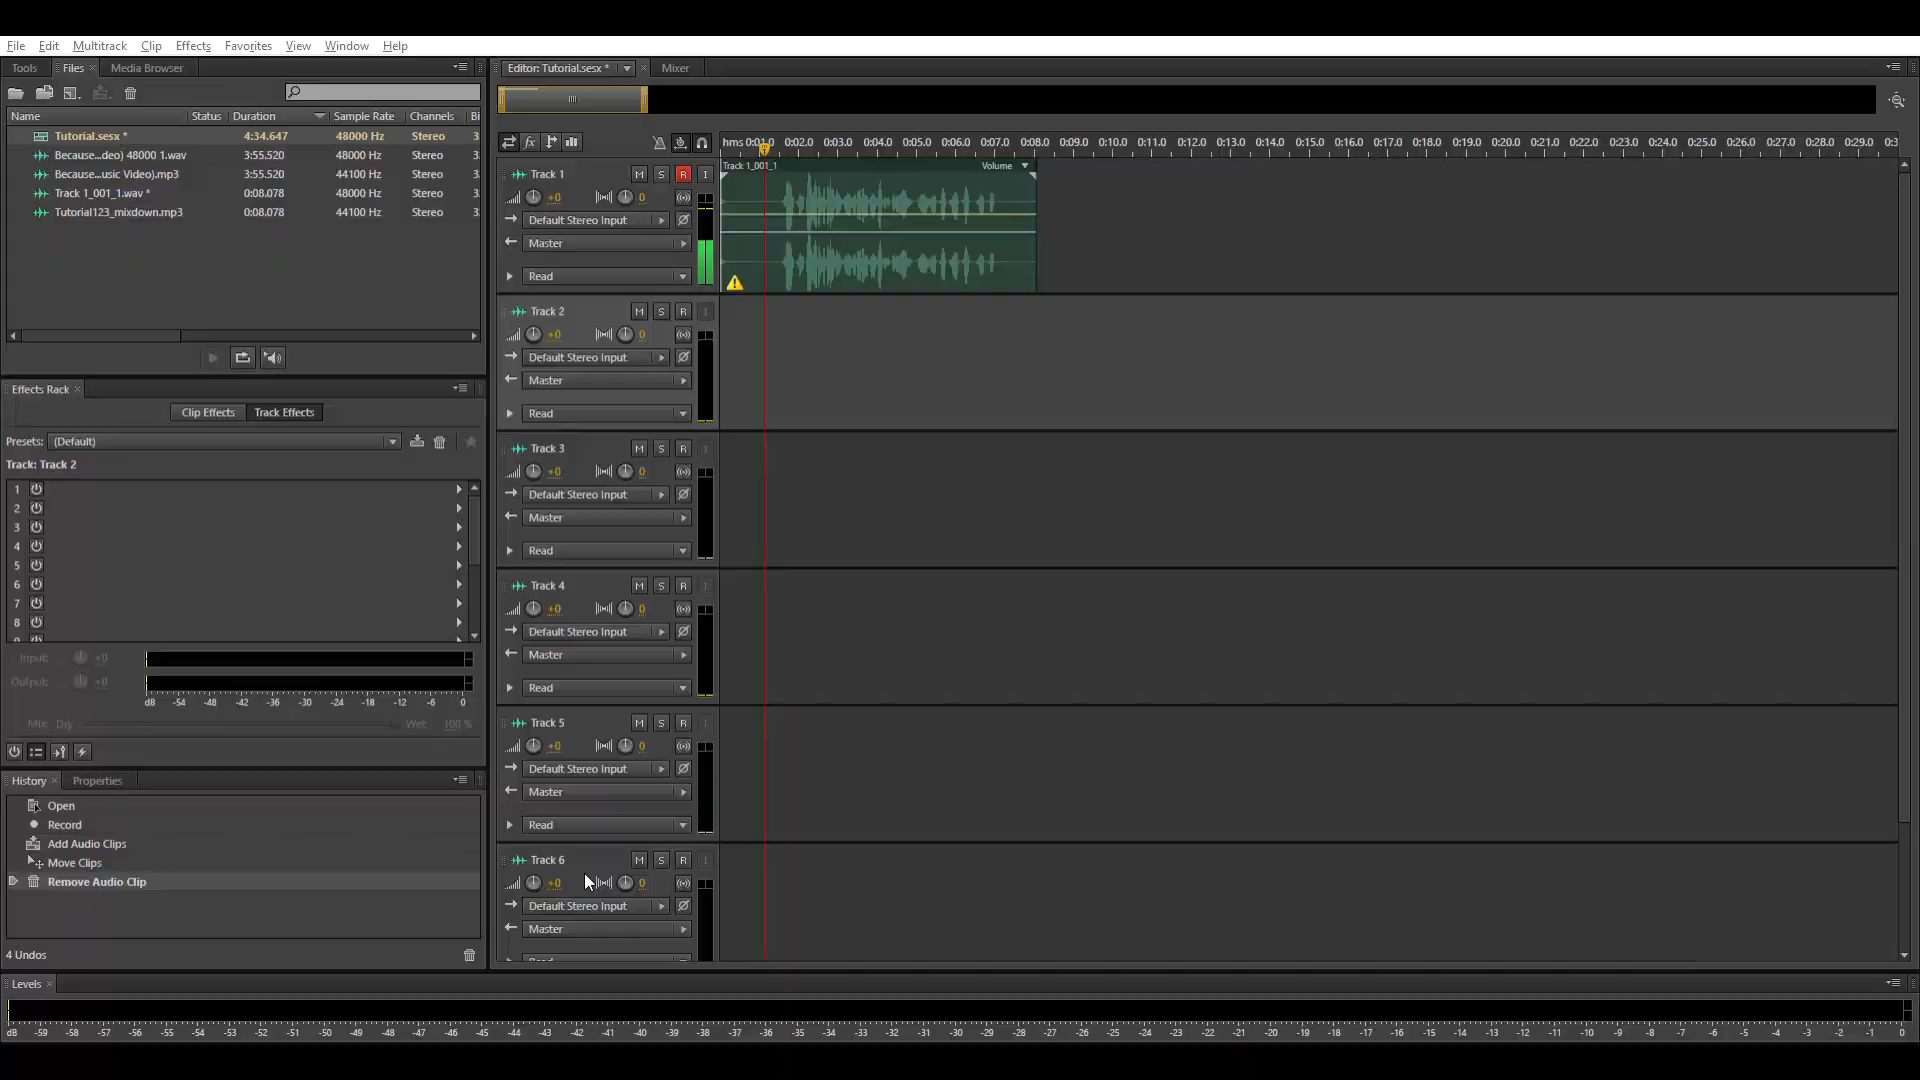 File Edit Multitrack Clip Effects Favorites View Window Help
Tools Files Media Browser
Editor: Tutorial.sesx * Mixer
Name Status Duration Sample Rate Channels Bi
Tutorial.sesx * 4:34.647 48000 Hz Stereo 3
Because...deo) 48000 1.wav 3:55.520 48000 Hz Stereo 3
Because...usic Video).mp3 3:55.520 44100 Hz Stereo 3
Track 1_001_1.wav * 0:08.078 48000 Hz Stereo 3
Tutorial123_mixdown.mp3 0:08.078 44100 Hz Stereo 3
Effects Rack
Clip Effects Track Effects
Presets: (Default)
Track: Track 2
1
2
3
4
5
6
7
8
9
Input: +0
Output: +0
dB -54 -48 -42 -36 -30 -24 -18 -12 -6 0
Mix: Dry Wet 100 %
History Properties
Open
Record
Add Audio Clips
Move Clips
Remove Audio Clip
4 Undos
fx
hms 0:01.0 0:02.0 0:03.0 0:04.0 0:05.0 0:06.0 0:07.0 0:08.0 0:09.0 0:10.0 0:11.0 0:12.0 0:13.0 0:14.0 0:15.0 0:16.0 0:17.0 0:18.0 0:19.0 0:20.0 0:21.0 0:22.0 0:23.0 0:24.0 0:25.0 0:26.0 0:27.0 0:28.0 0:29.0 0:3
Track 1_001_1 Volume
Track 1 M S R I
+0 0
Default Stereo Input
Master
Read
Track 2 M S R I
+0 0
Default Stereo Input
Master
Read
Track 3 M S R I
+0 0
Default Stereo Input
Master
Read
Track 4 M S R I
+0 0
Default Stereo Input
Master
Read
Track 5 M S R I
+0 0
Default Stereo Input
Master
Read
Track 6 M S R I
+0 0
Default Stereo Input
Master
Read
Levels
dB -59 -58 -57 -56 -55 -54 -53 -52 -51 -50 -49 -48 -47 -46 -45 -44 -43 -42 -41 -40 -39 -38 -37 -36 -35 -34 -33 -32 -31 -30 -29 -28 -27 -26 -25 -24 -23 -22 -21 -20 -19 -18 -17 -16 -15 -14 -13 -12 -11 -10 -9 -8 -7 -6 -5 -4 -3 -2 -1 0